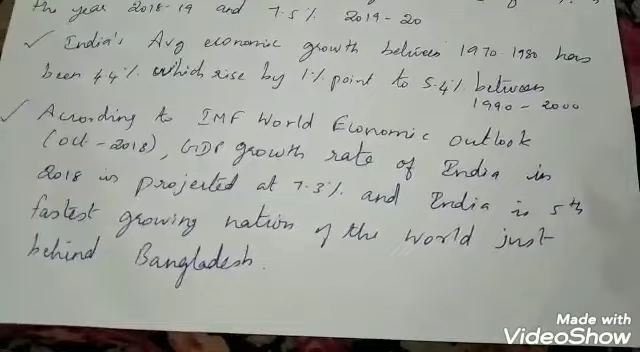 the year 2018-19 and 7.5% 2019-20
✓ India's Avg economic growth between 1970 1980 has
been 4.4% which rise by 1% point to 5.4% between
1990-2000
✓ According to IMF World Economic outlook
(oct-2018), GDP growth rate of India in
2018 is projected at 7.3% and India is 5th
fastest growing nation of the world just
behind Bangladesh.
Made with
VideoShow